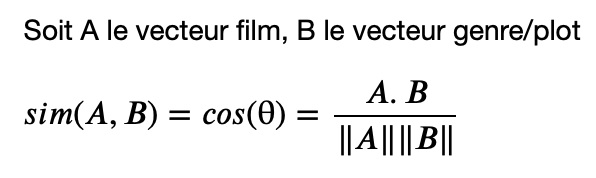 Soit A le vecteur film, B le vecteur genre/plot
sim(A, B) = cos(θ) = A. B / ‖A‖‖B‖